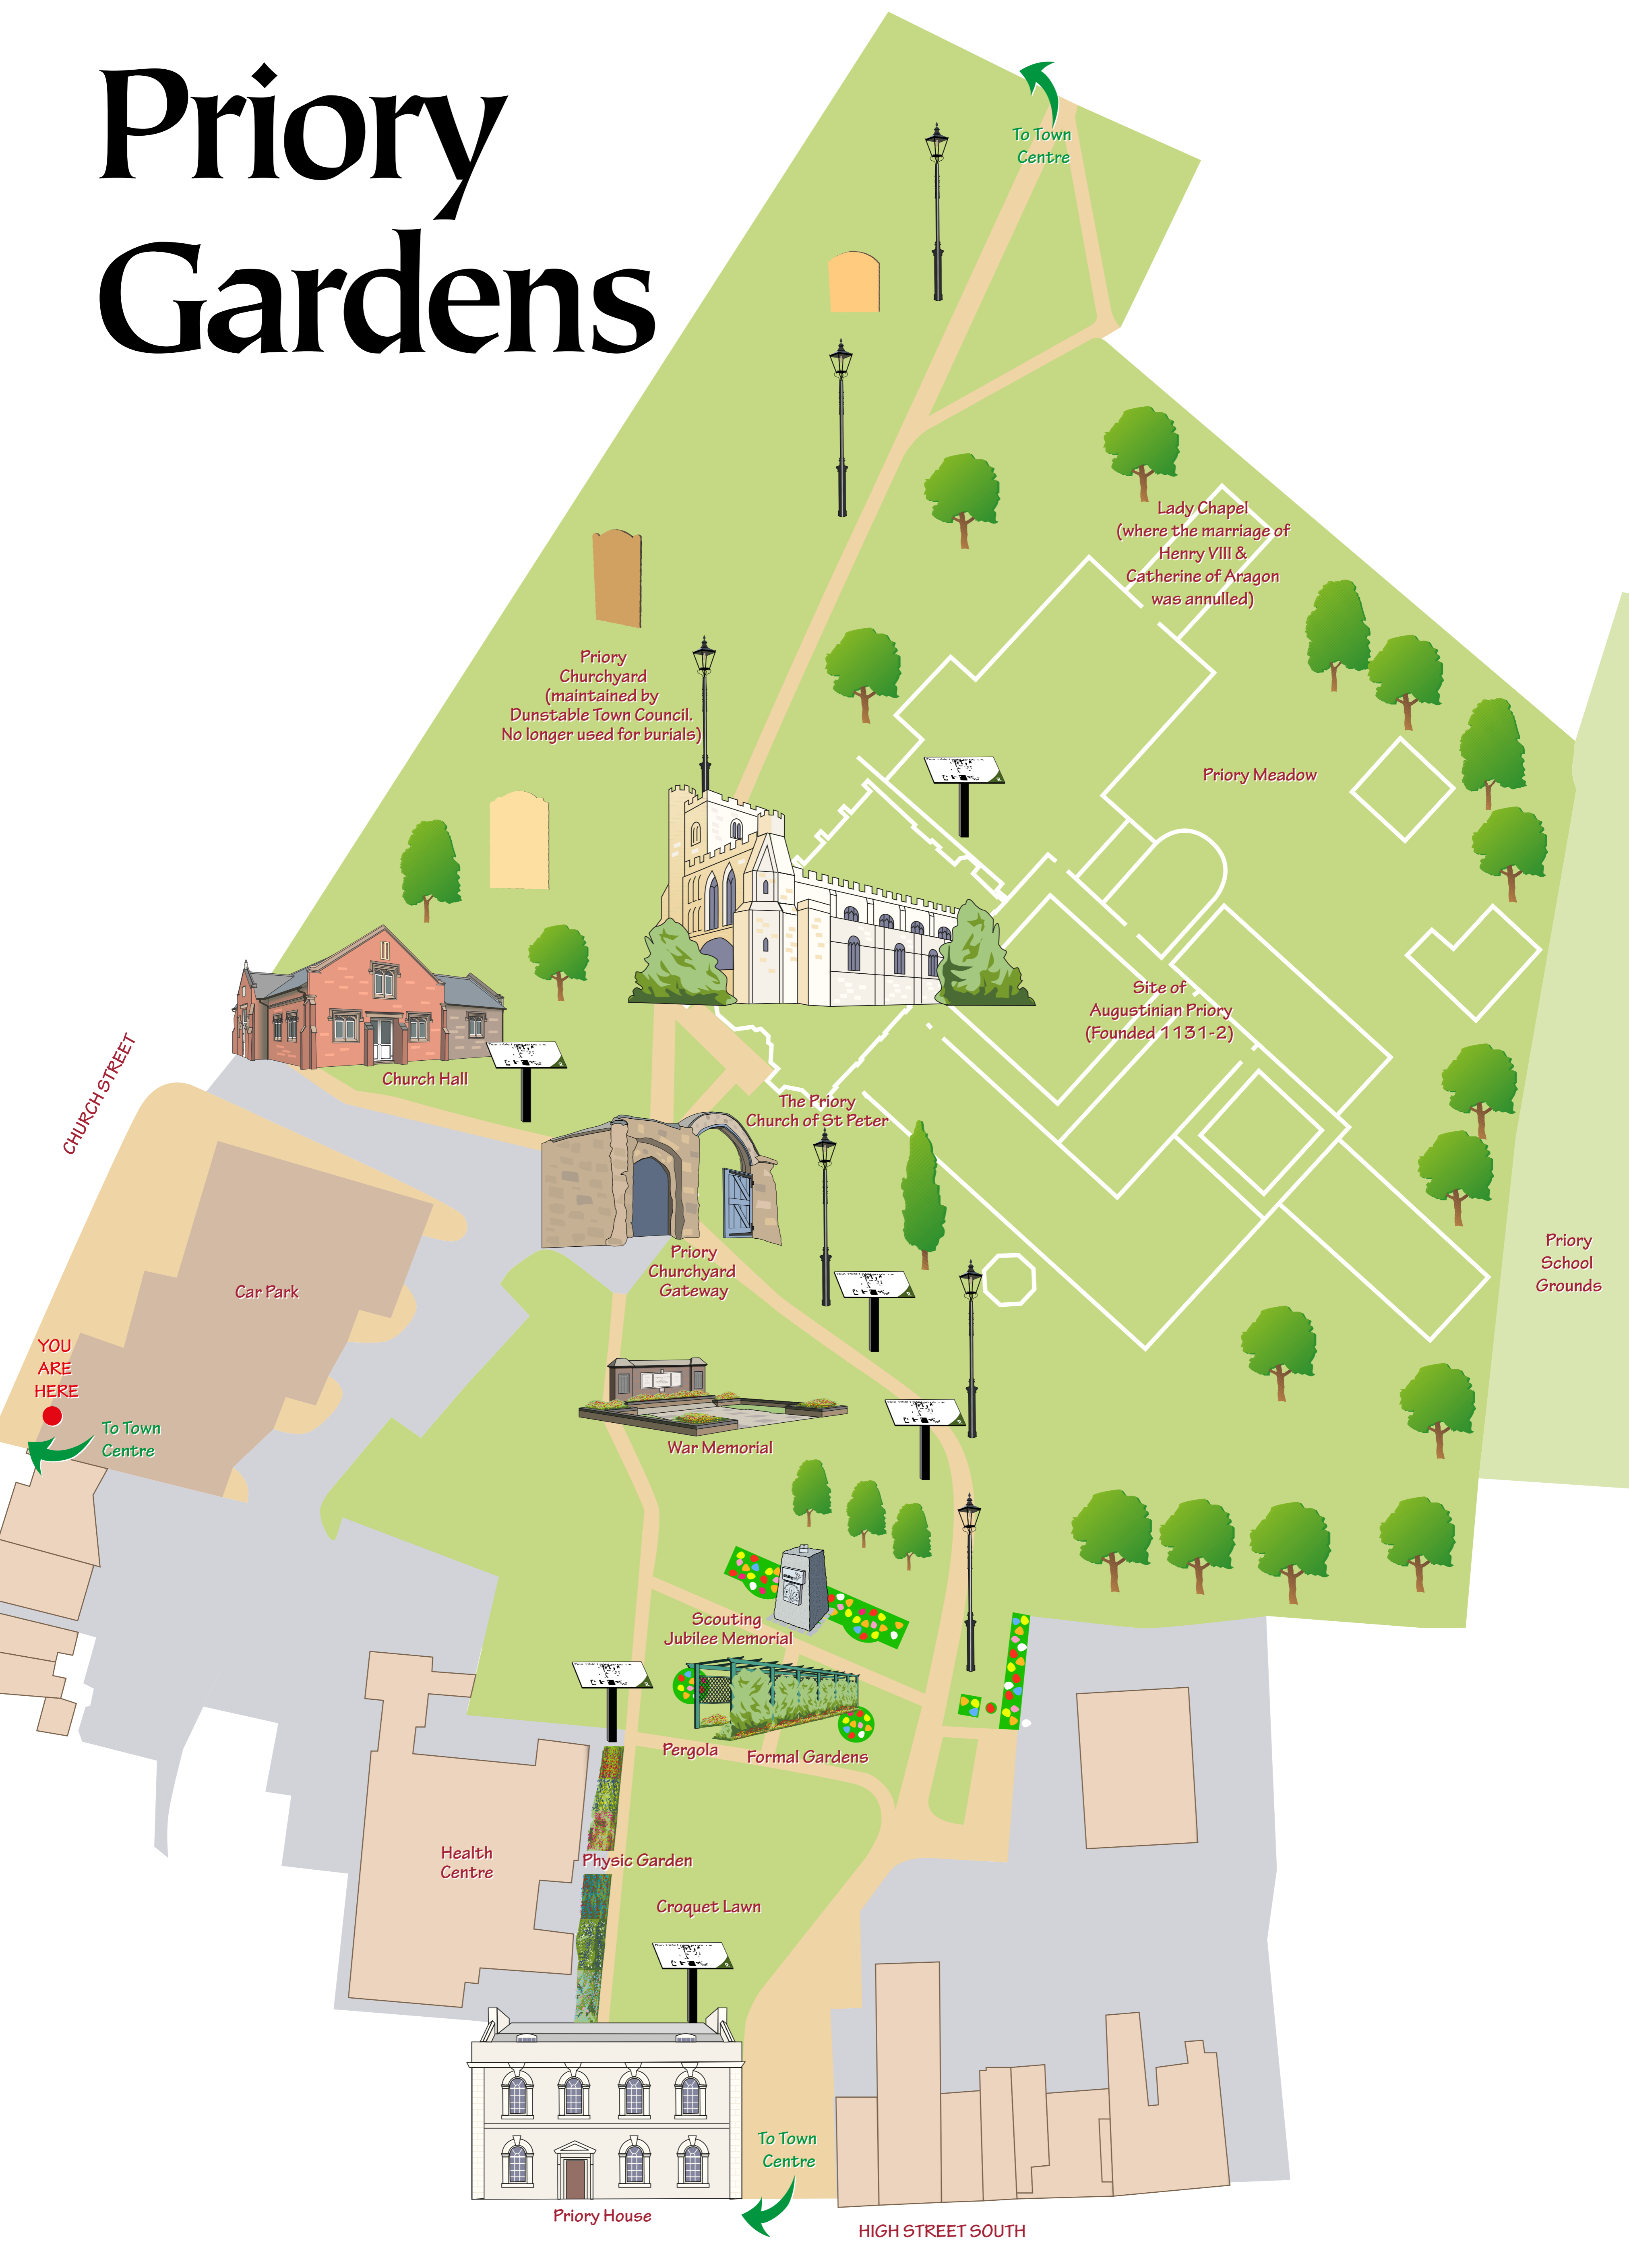 Priory
Gardens
To Town
Centre
Lady Chapel
(where the marriage of
Henry VIII &
Catherine of Aragon
was annulled)
Priory
Churchyard
(maintained by
Dunstable Town Council.
No longer used for burials)
Priory Meadow
Site of
Augustinian Priory
(Founded 1131-2)
CHURCH STREET
Church Hall
The Priory
Church of St Peter
Priory
Churchyard
Gateway
Priory
School
Grounds
Car Park
YOU
ARE
HERE
To Town
Centre
War Memorial
Scouting
Jubilee Memorial
Pergola
Formal Gardens
Health
Centre
Physic Garden
Croquet Lawn
To Town
Centre
Priory House
HIGH STREET SOUTH